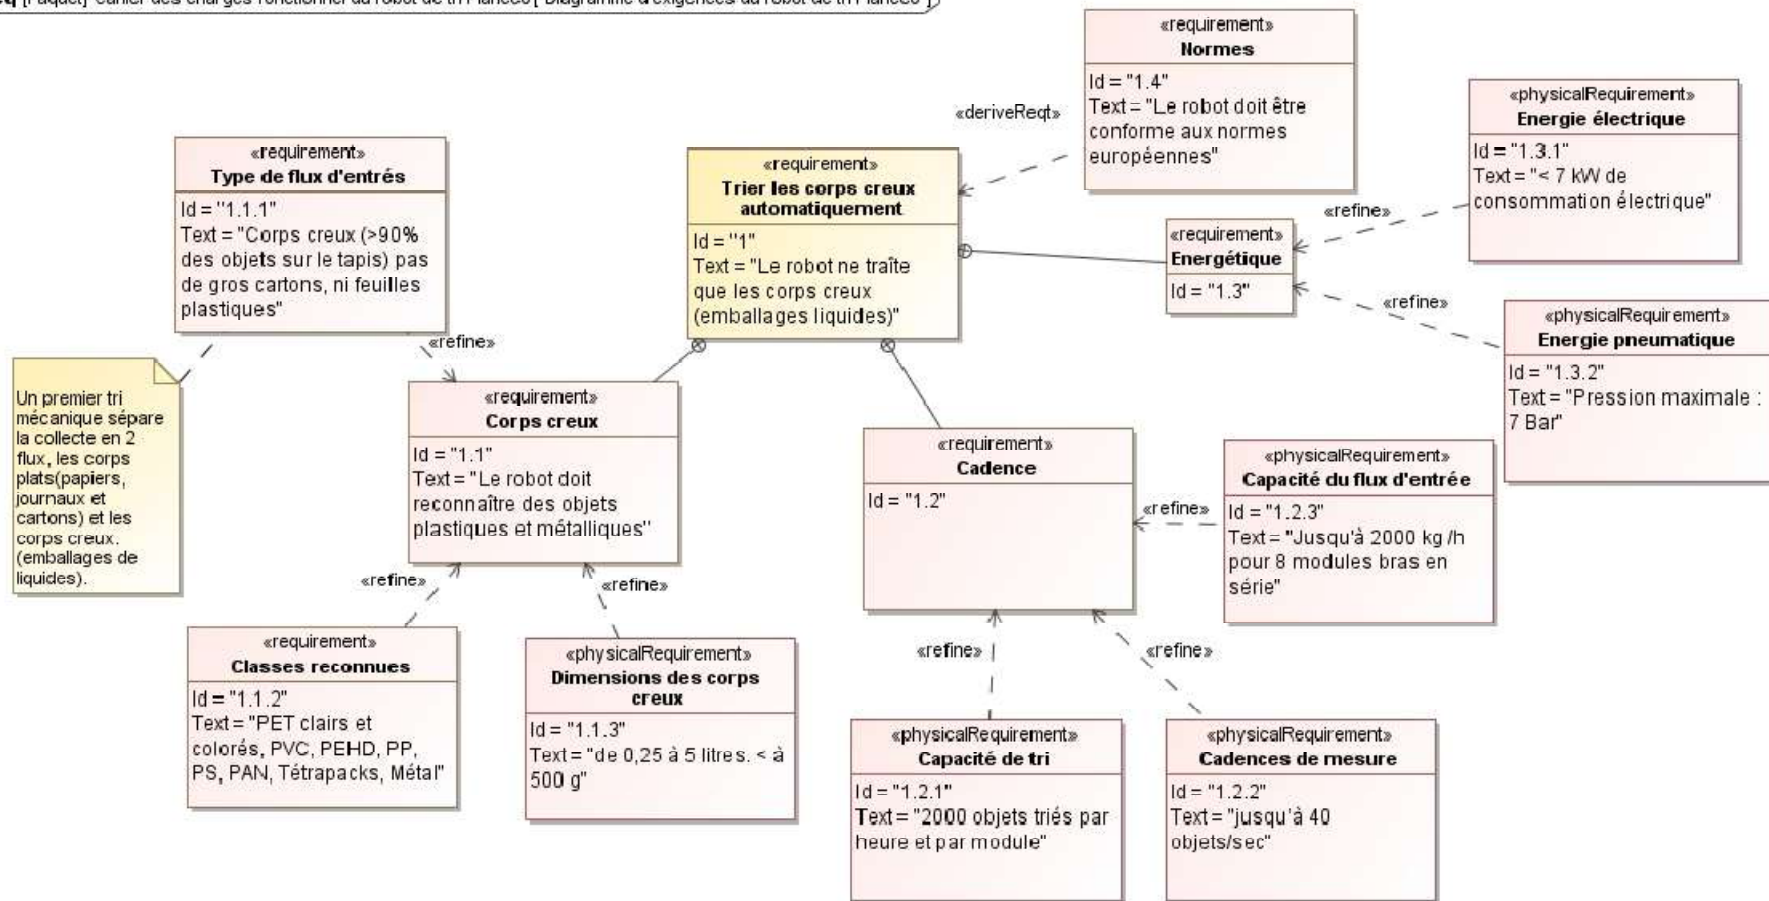 [Paquet] Cahier des charges fonctionnel du robot de tri
«requirement»
Normes
Id = "1.4"
Text = "Le robot doit être
conforme aux normes
européennes"
«deriveReqt»
«physicalRequirement»
Energie électrique
Id = "1.3.1"
Text = "< 7 kW de
consommation électrique"
«refine»
«requirement»
Type de flux d'entrés
Id = "1.1.1"
Text = "Corps creux (>90%
des objets sur le tapis) pas
de gros cartons, ni feuilles
plastiques"
«requirement»
Trier les corps creux
automatiquement
Id = "1"
Text = "Le robot ne traîte
que les corps creux
(emballages liquides)"
«requirement»
Energétique
Id = "1.3"
«refine»
«physicalRequirement»
Energie pneumatique
Id = "1.3.2"
Text = "Pression maximale :
7 Bar"
«refine»
Un premier tri
mécanique sépare
la collecte en 2
flux, les corps
plats(papiers,
journaux et
cartons) et les
corps creux.
(emballages de
liquides).
«requirement»
Corps creux
Id = "1.1"
Text = "Le robot doit
reconnaître des objets
plastiques et métalliques"
«requirement»
Cadence
Id = "1.2"
«refine»
«physicalRequirement»
Capacité du flux d'entrée
Id = "1.2.3"
Text = "Jusqu'à 2000 kg/h
pour 8 modules bras en
série"
«refine»
«refine»
«requirement»
Classes reconnues
Id = "1.1.2"
Text = "PET clairs et
colorés, PVC, PEHD, PP,
PS, PAN, Tétrapacks, Métal"
«physicalRequirement»
Dimensions des corps
creux
Id = "1.1.3"
Text = "de 0,25 à 5 litres. < à
500 g"
«refine»
«refine»
«physicalRequirement»
Capacité de tri
Id = "1.2.1"
Text = "2000 objets triés par
heure et par module"
«physicalRequirement»
Cadences de mesure
Id = "1.2.2"
Text = "jusqu'à 40
objets/sec"